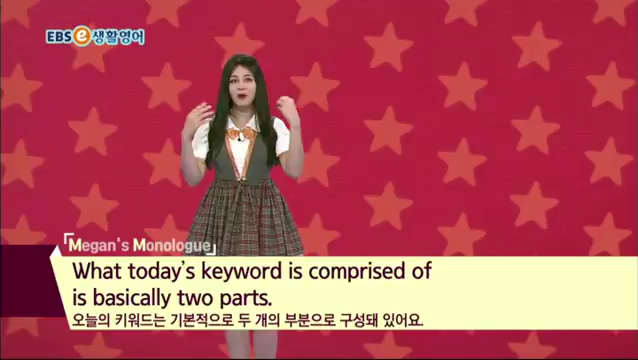 EBS e 생활영어
「Megan's Monologue」
What today's keyword is comprised of
is basically two parts.
오늘의 키워드는 기본적으로 두 개의 부분으로 구성돼 있어요.